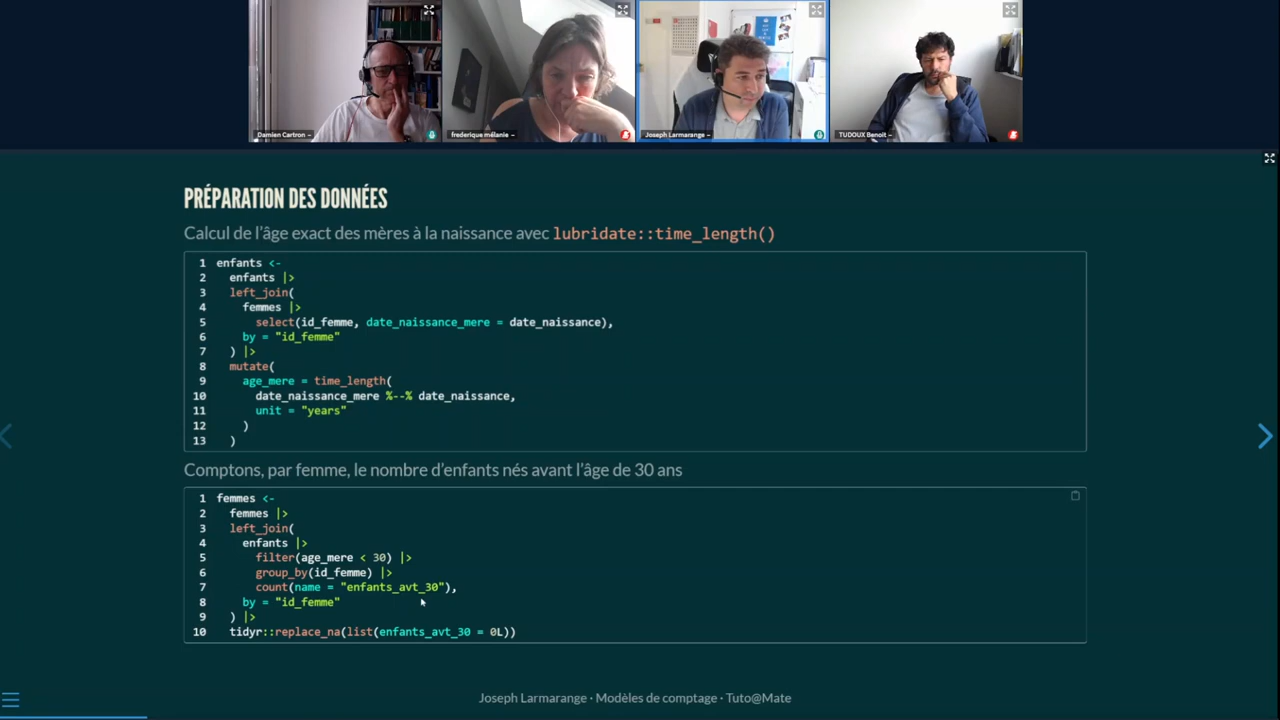 Damien Cartron
frederique mélanie
Joseph Larmarange
TUDOUX Benoit
PRÉPARATION DES DONNÉES
Calcul de l'âge exact des mères à la naissance avec lubridate::time_length()
1 enfants <-
2 enfants |>
3 left_join(
4 femmes |>
5 select(id_femme, date_naissance_mere = date_naissance),
6 by = "id_femme"
7 ) |>
8 mutate(
9 age_mere = time_length(
10 date_naissance_mere %--% date_naissance,
11 unit = "years"
12 )
13 )
Comptons, par femme, le nombre d'enfants nés avant l'âge de 30 ans
1 femmes <-
2 femmes |>
3 left_join(
4 enfants |>
5 filter(age_mere < 30) |>
6 group_by(id_femme) |>
7 count(name = "enfants_avt_30"),
8 by = "id_femme"
9 ) |>
10 tidyr::replace_na(list(enfants_avt_30 = 0L))
Joseph Larmarange · Modèles de comptage · Tuto@Mate